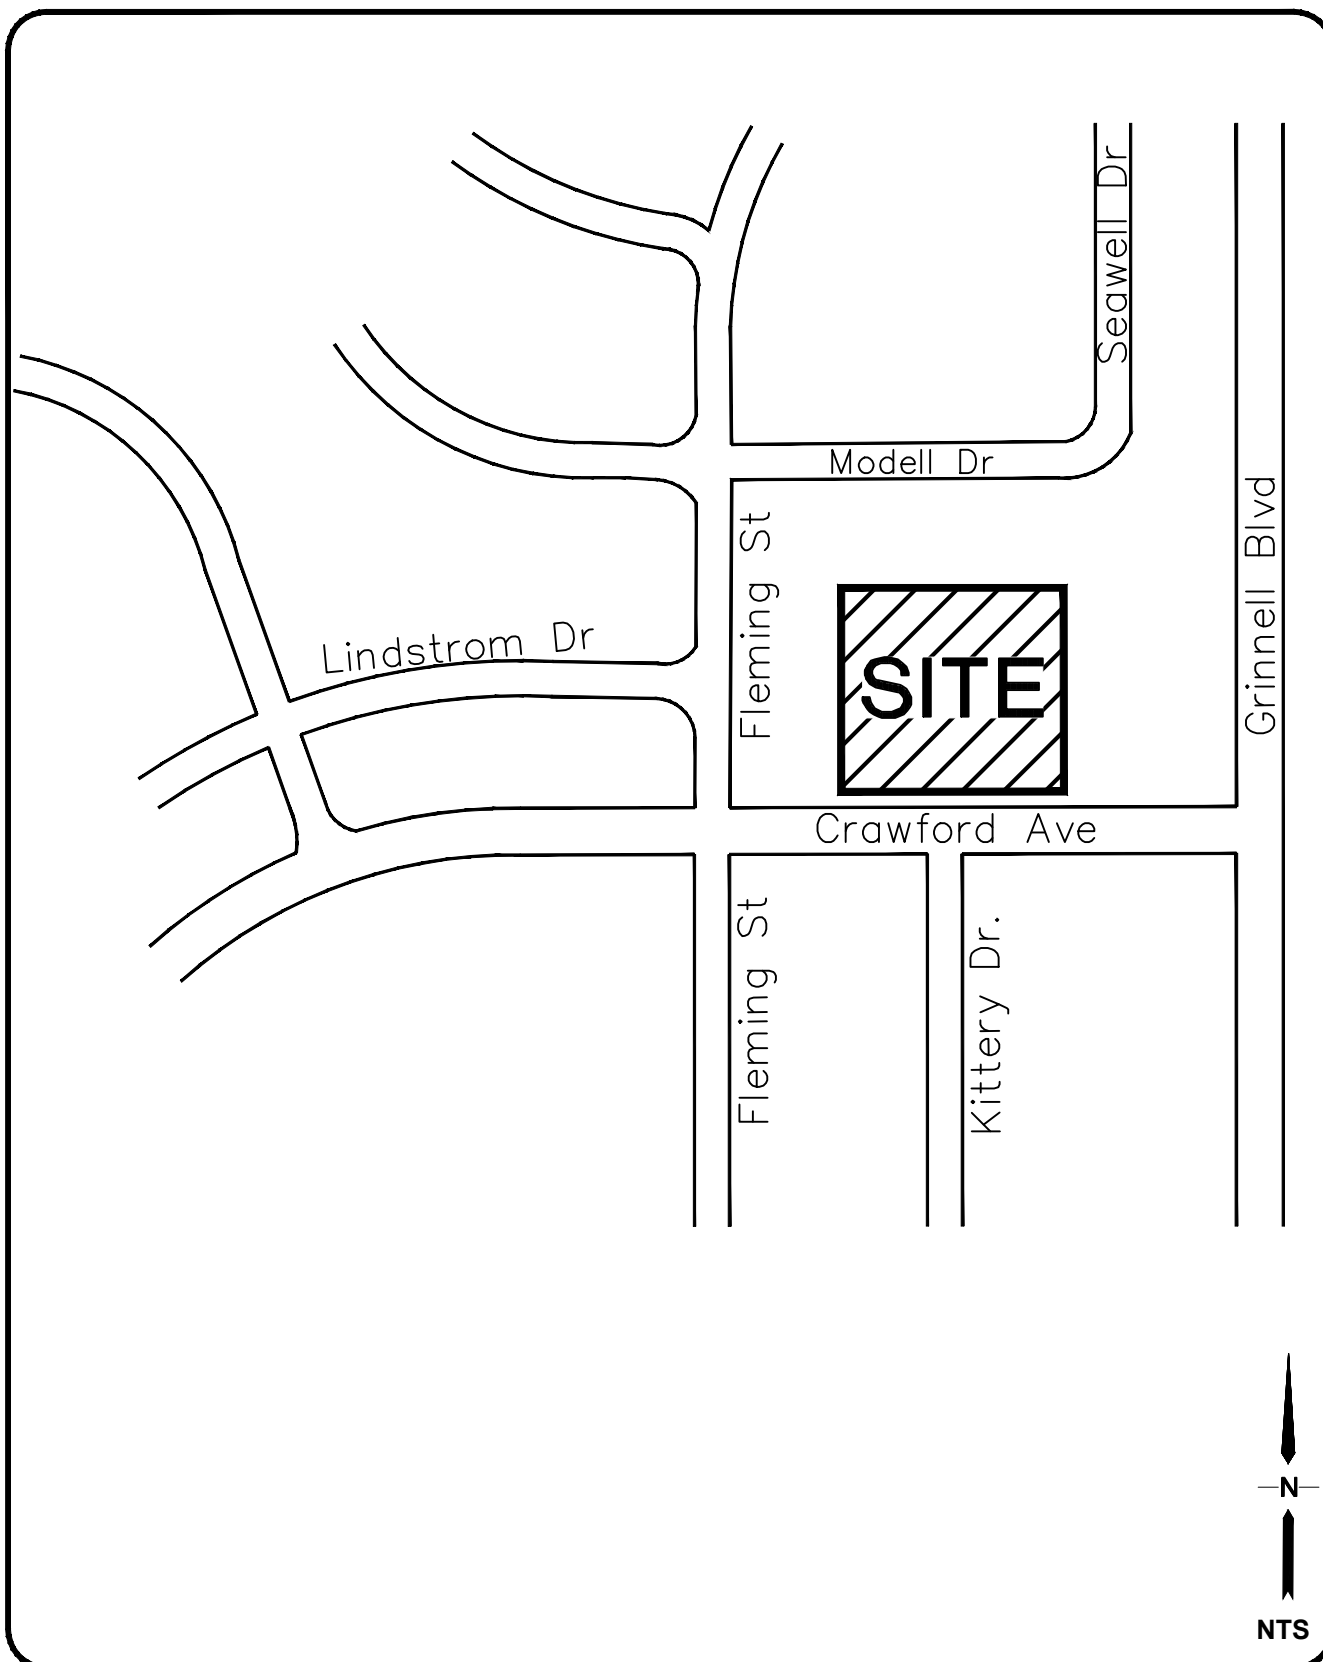 Seawell Dr
Modell Dr
Grinnell Blvd
Fleming St
Lindstrom Dr
SITE
Crawford Ave
Fleming St
Kittery Dr.
N
NTS